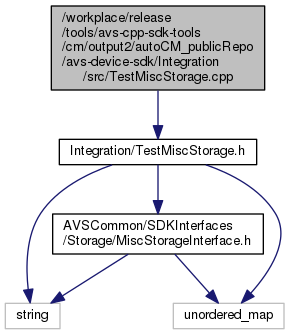 /workplace/release
/tools/avs-cpp-sdk-tools
/cm/output2/autoCM_publicRepo
/avs-device-sdk/Integration
/src/TestMiscStorage.cpp
Integration/TestMiscStorage.h
AVSCommon/SDKInterfaces
/Storage/MiscStorageInterface.h
string
unordered_map